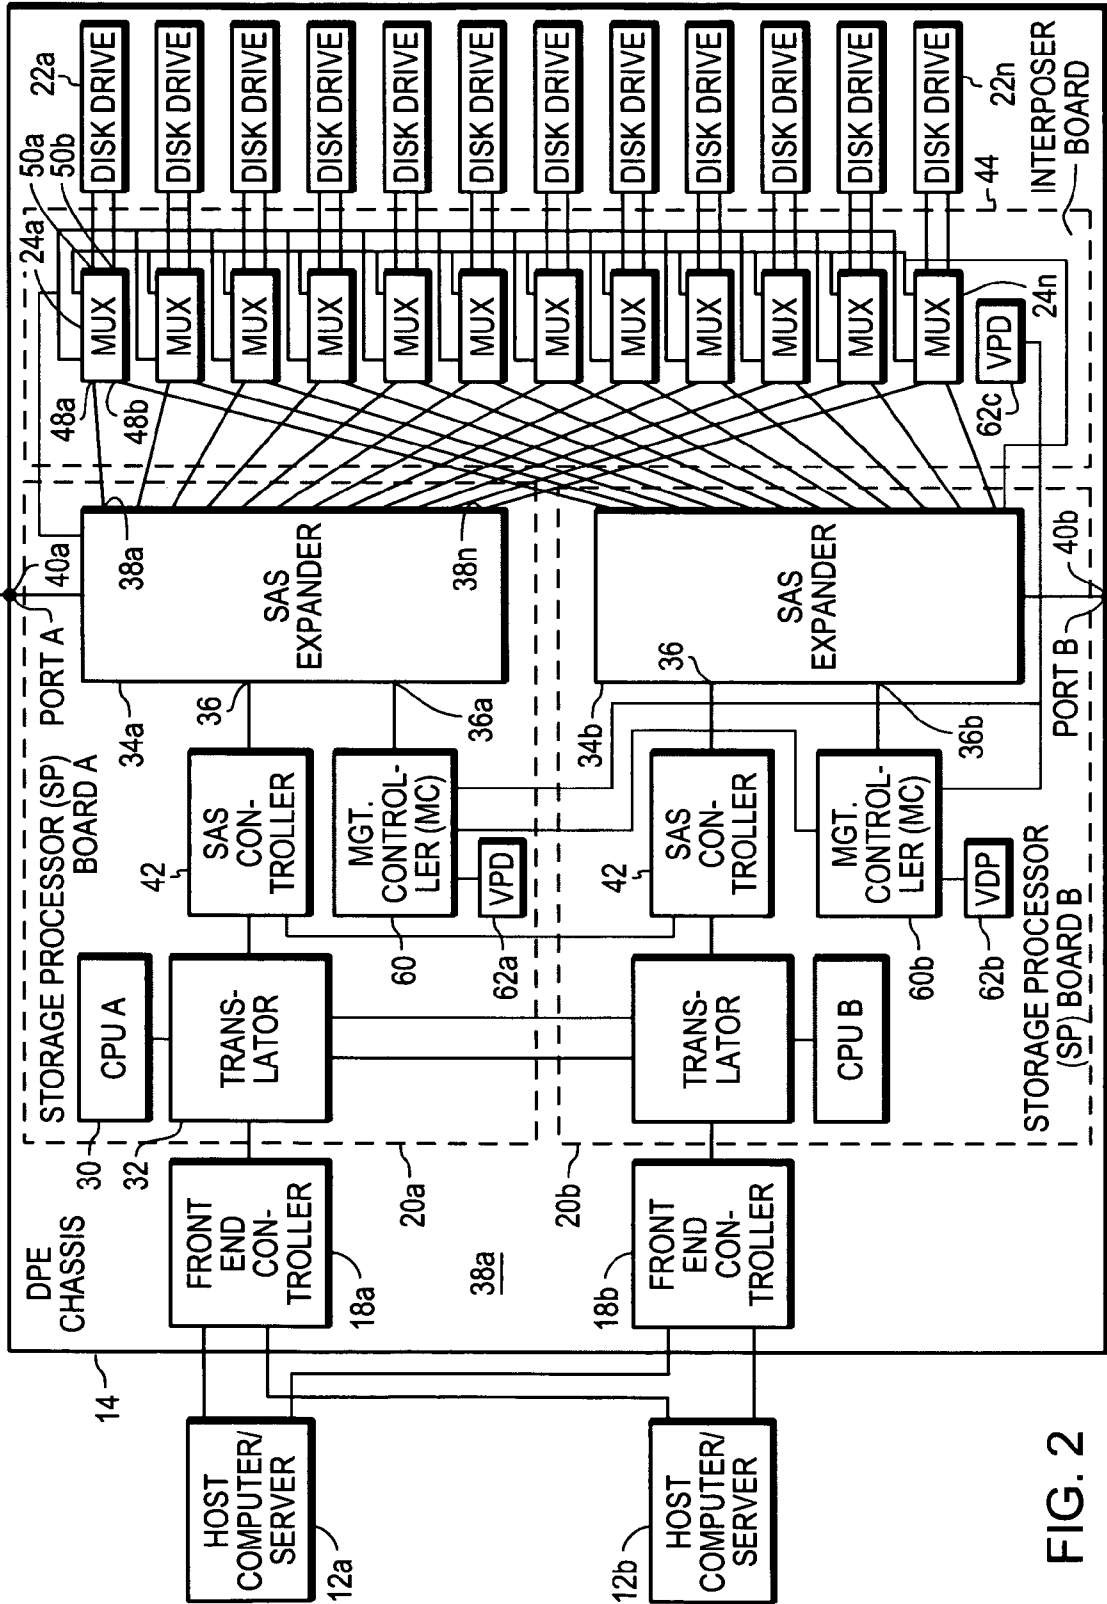 22a
DISK DRIVE
DISK DRIVE
DISK DRIVE
DISK DRIVE
DISK DRIVE
DISK DRIVE
DISK DRIVE
DISK DRIVE
DISK DRIVE
DISK DRIVE
DISK DRIVE
DISK DRIVE
22n
INTERPOSER
BOARD
44
50a
50b
24a
MUX
MUX
MUX
MUX
MUX
MUX
MUX
MUX
MUX
MUX
MUX
MUX
24n
VPD
62c
48a
48b
40a
38a
38n
40b
PORT A
34a
SAS
EXPANDER
36
36a
SAS
EXPANDER
34b
36
36b
PORT B
STORAGE PROCESSOR (SP)
BOARD A
SAS
CON-
TROLLER
42
MGT.
CONTROL-
LER (MC)
60
VPD
62a
SAS
CON-
TROLLER
42
MGT.
CONTROL-
LER (MC)
60b
VDP
62b
STORAGE PROCESSOR
(SP) BOARD B
CPU A
30
TRANS-
LATOR
32
TRANS-
LATOR
CPU B
20a
20b
DPE
CHASSIS
14
FRONT
END
CON-
TROLLER
18a
38a
FRONT
END
CON-
TROLLER
18b
HOST
COMPUTER/
SERVER
12a
HOST
COMPUTER/
SERVER
12b
FIG. 2